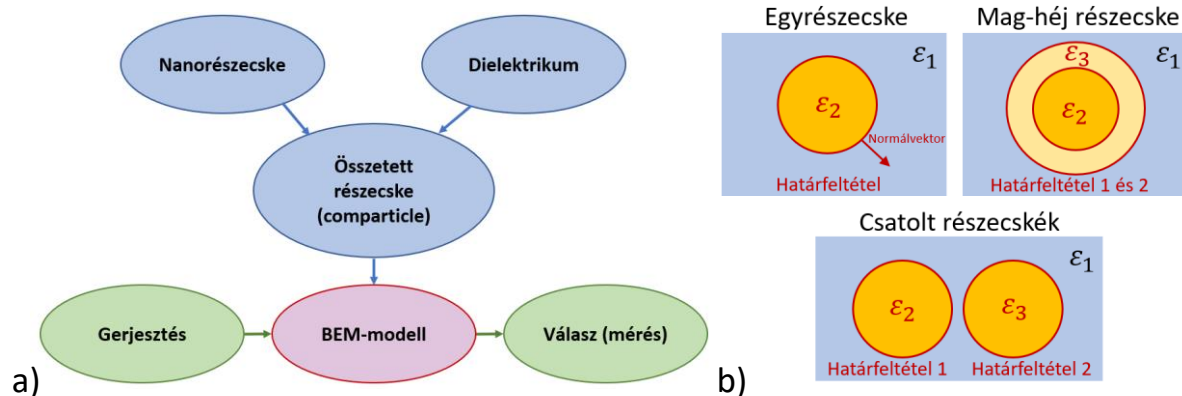 Nanorészecske
Dielektrikum
Összetett
részecske
(comparticle)
Gerjesztés
BEM-modell
Válasz (mérés)
a)
Egyrészecske
ε₁
ε₂
Normálvektor
Határfeltétel
Mag-héj részecske
ε₃
ε₁
ε₂
Határfeltétel 1 és 2
Csatolt részecskék
ε₁
ε₂
ε₃
Határfeltétel 1
Határfeltétel 2
b)